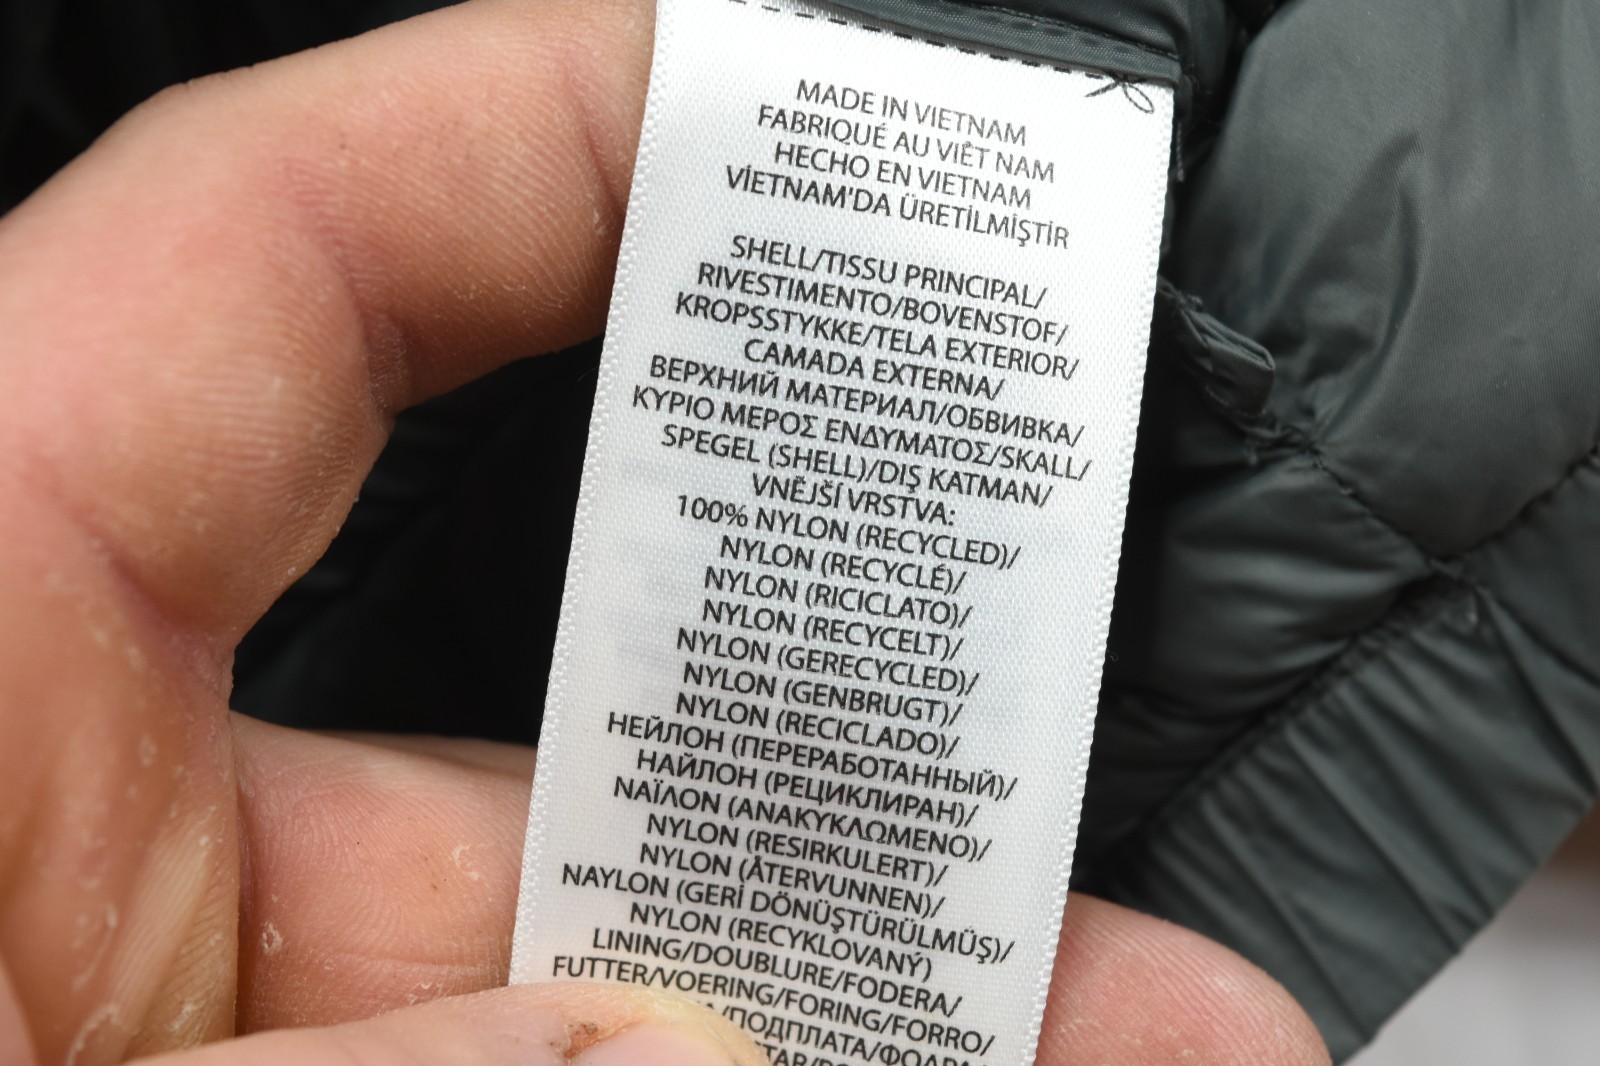 MADE IN VIETNAM
FABRIQUÉ AU VIÊT NAM
HECHO EN VIETNAM
VİETNAM'DA ÜRETİLMİŞTİR
SHELL/TISSU PRINCIPAL/
RIVESTIMENTO/BOVENSTOF/
KROPSSTYKKE/TELA EXTERIOR/
CAMADA EXTERNA/
ВЕРХНИЙ МАТЕРИАЛ/ОБВИВКА/
ΚΥΡΙΟ ΜΕΡΟΣ ΕΝΔΥΜΑΤΟΣ/SKALL/
SPEGEL (SHELL)/DIŞ KATMAN/
VNĚJŠÍ VRSTVA:
100% NYLON (RECYCLED)/
NYLON (RECYCLÉ)/
NYLON (RICICLATO)/
NYLON (RECYCELT)/
NYLON (GERECYCLED)/
NYLON (GENBRUGT)/
NYLON (RECICLADO)/
НЕЙЛОН (ПЕРЕРАБОТАННЫЙ)/
НАЙЛОН (РЕЦИКЛИРАН)/
ΝΑΪΛΟΝ (ΑΝΑΚΥΚΛΩΜΕΝΟ)/
NYLON (RESIRKULERT)/
NYLON (ÅTERVUNNEN)/
NAYLON (GERİ DÖNÜŞTÜRÜLMÜŞ)/
NYLON (RECYKLOVANÝ)
LINING/DOUBLURE/FODERA/
FUTTER/VOERING/FORING/FORRO/
/ПОДПЛАТА/